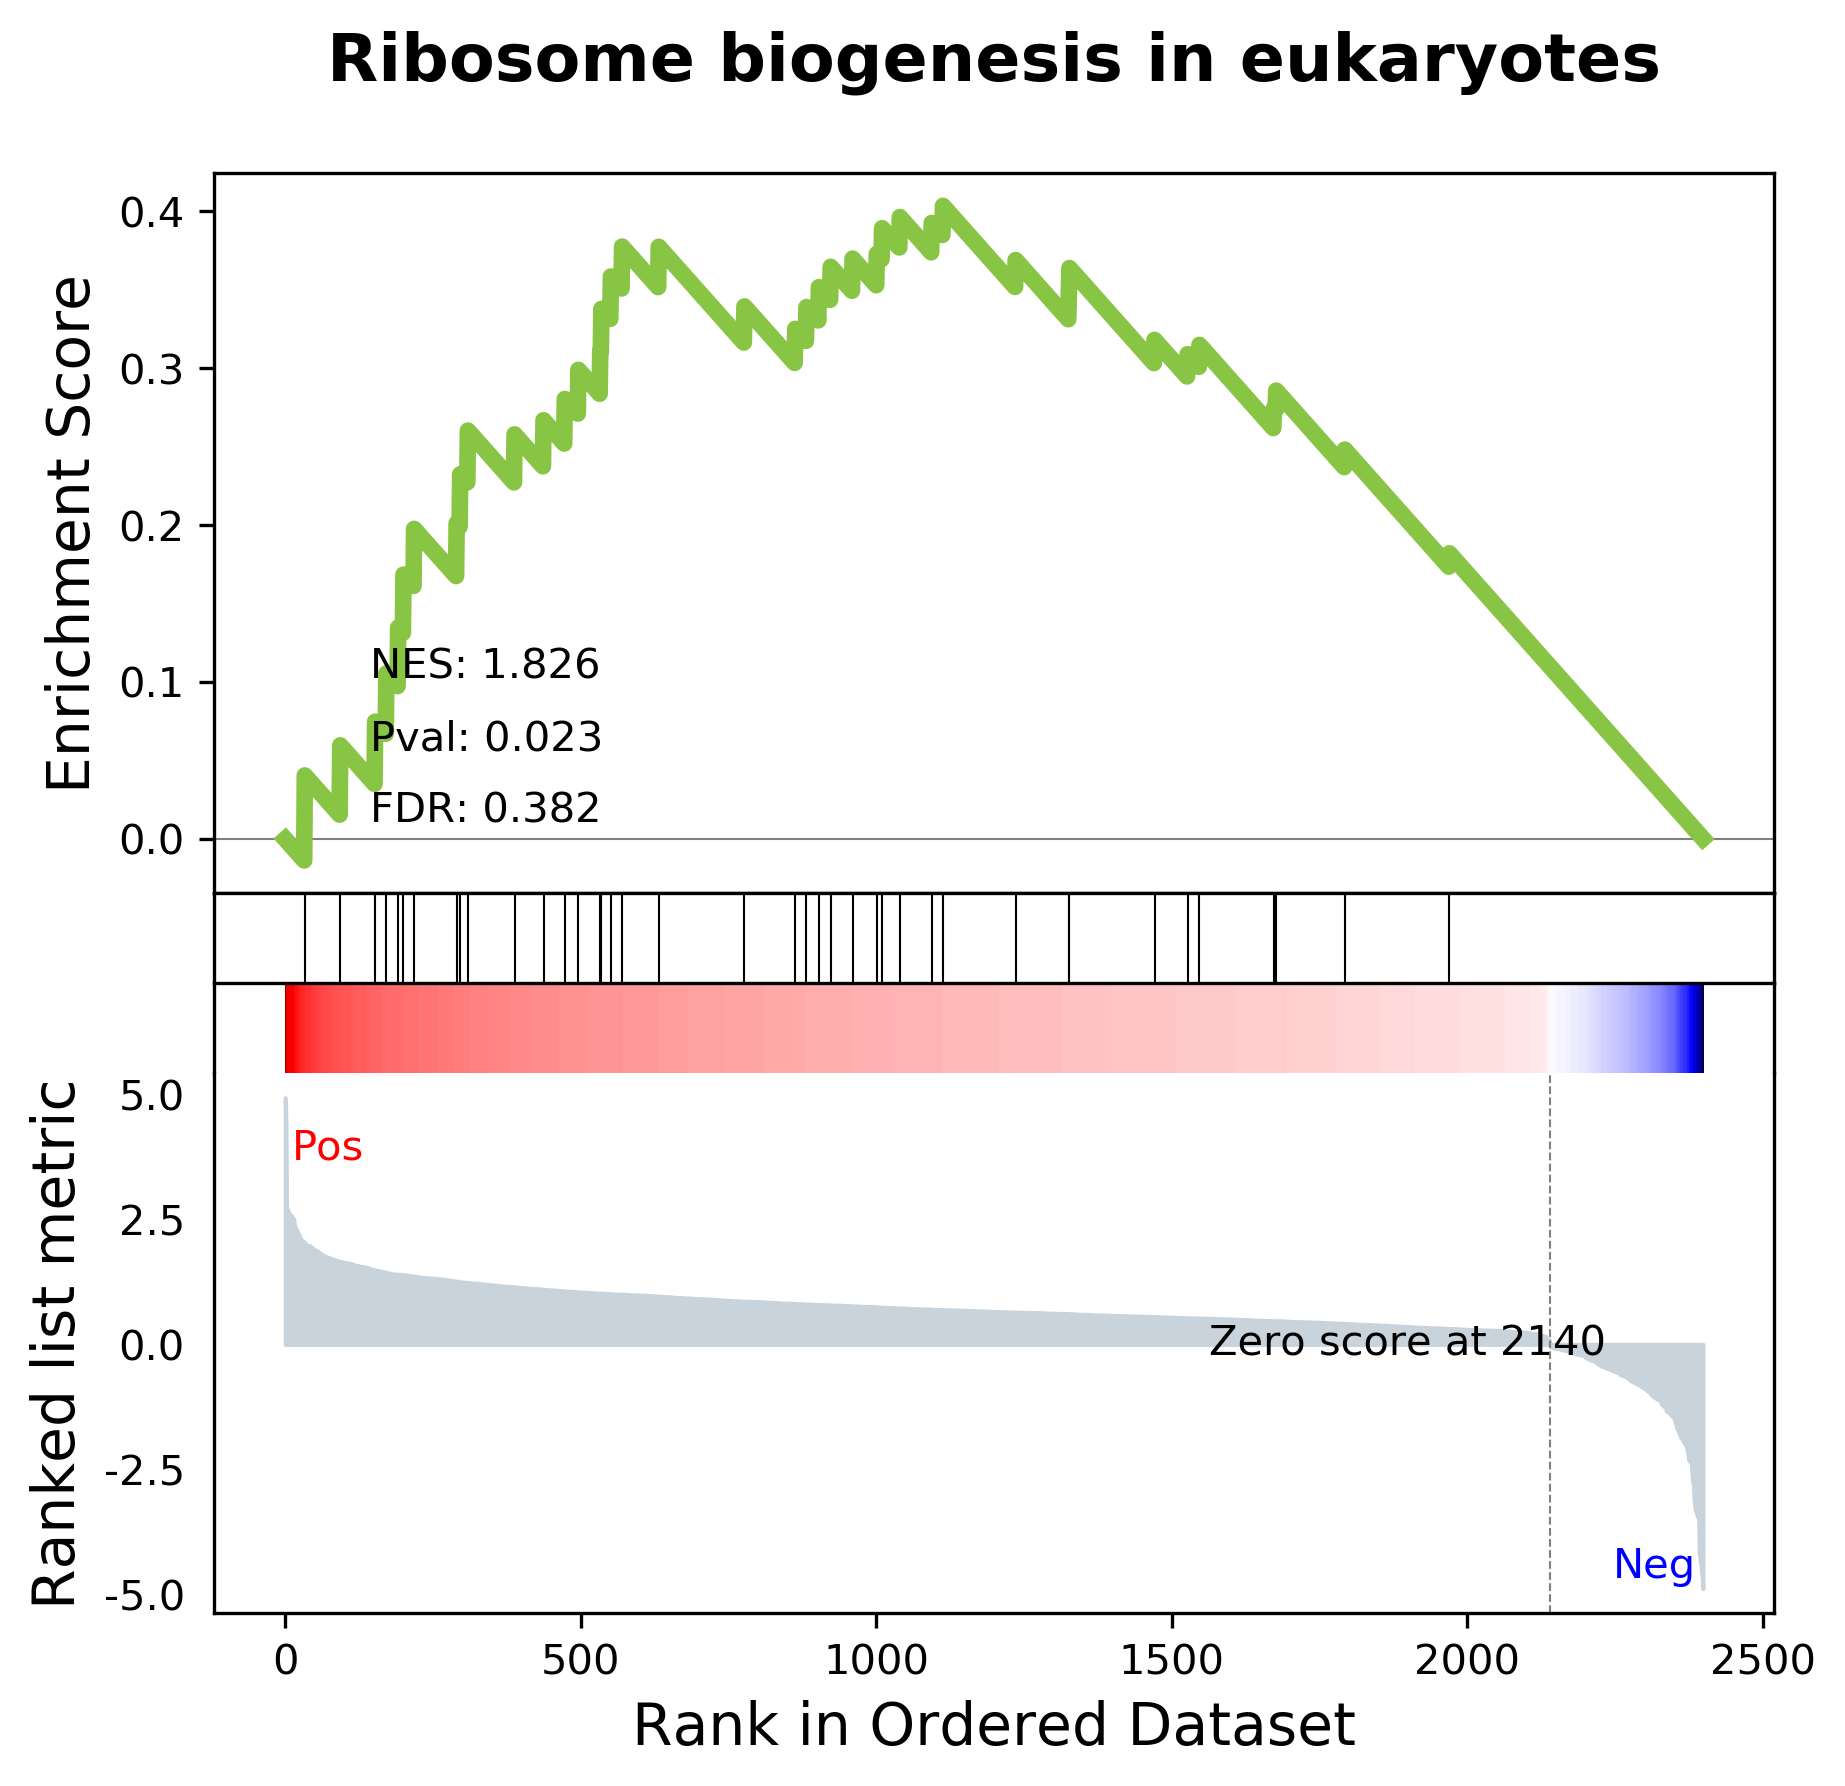 Ribosome biogenesis in eukaryotes
Enrichment Score
0.4
0.3
0.2
0.1
0.0
NES: 1.826
Pval: 0.023
FDR: 0.382
Ranked list metric
5.0
2.5
0.0
-2.5
-5.0
Pos
Zero score at 2140
Neg
0 500 1000 1500 2000 2500
Rank in Ordered Dataset